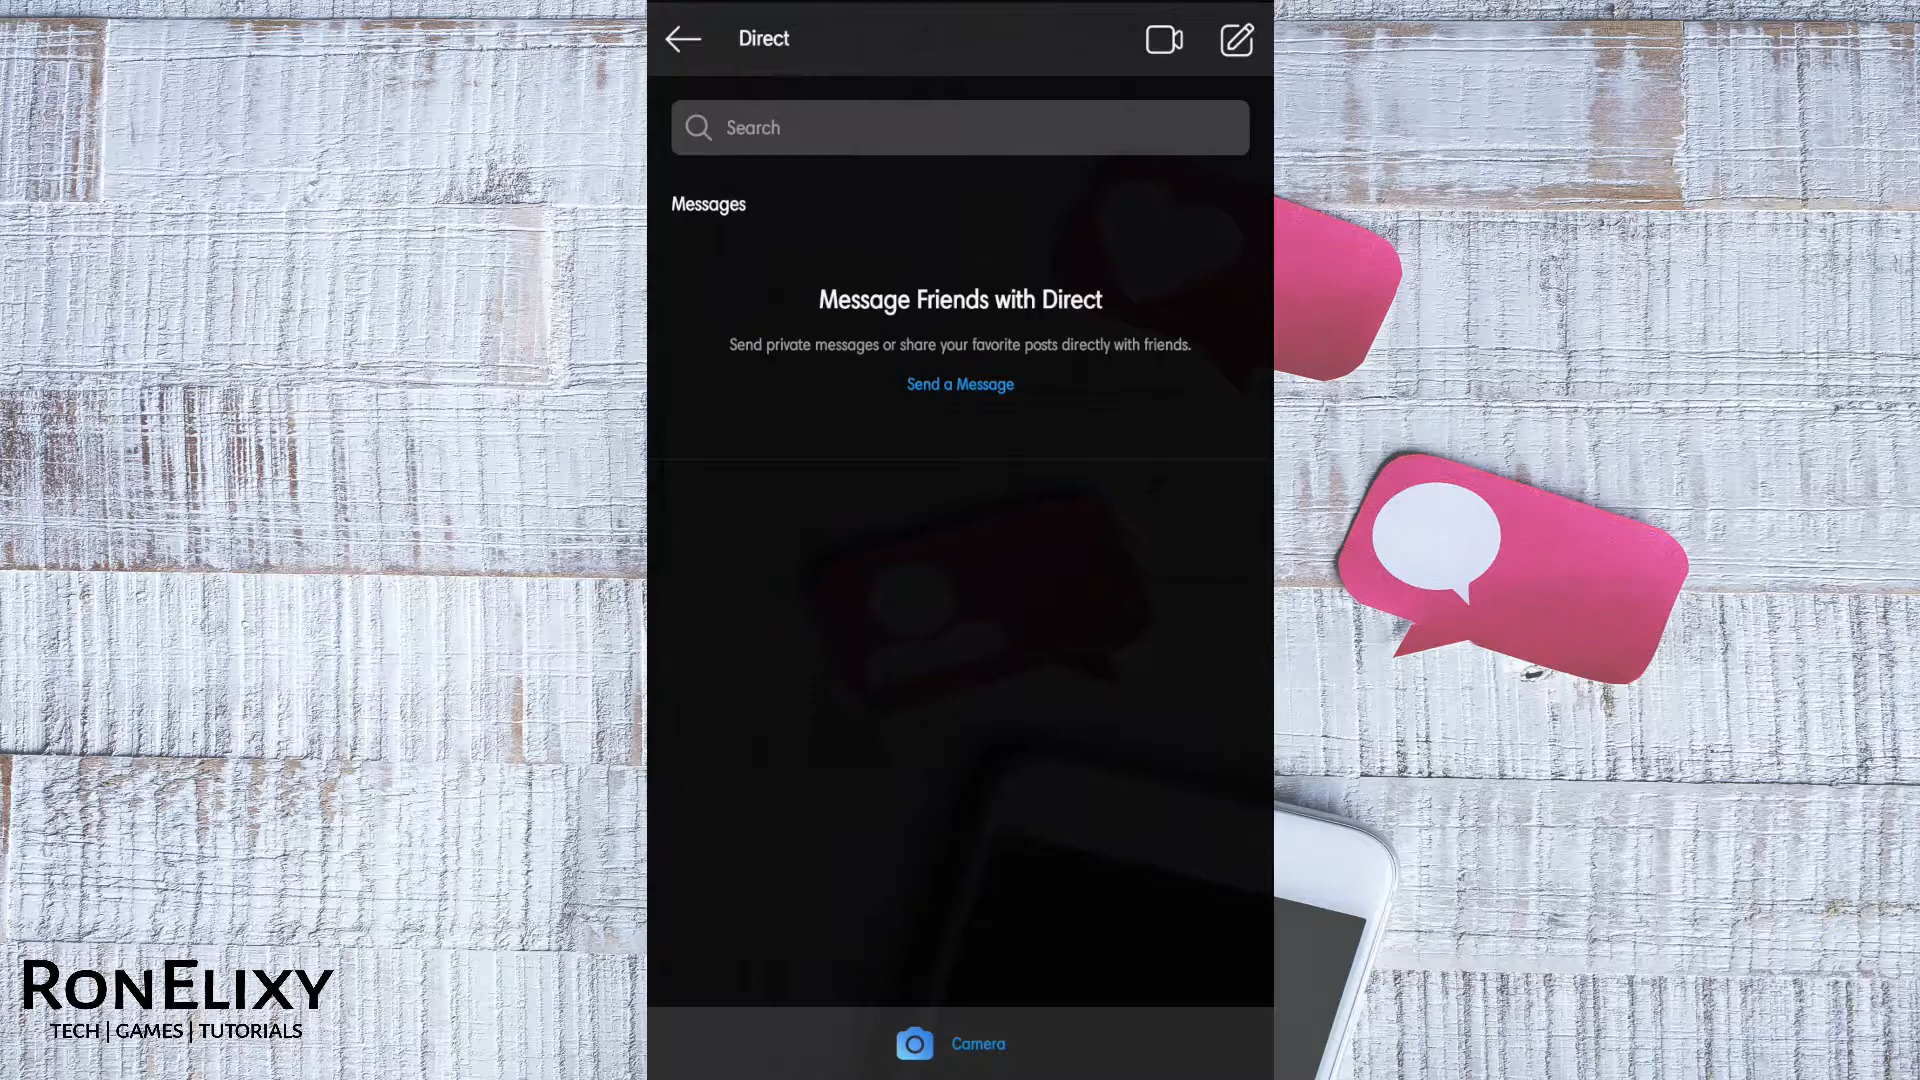 Direct
Search
Messages
Message Friends with Direct
Send private messages or share your favorite posts directly with friends.
Send a Message
Camera
RONELIXY
TECH | GAMES | TUTORIALS